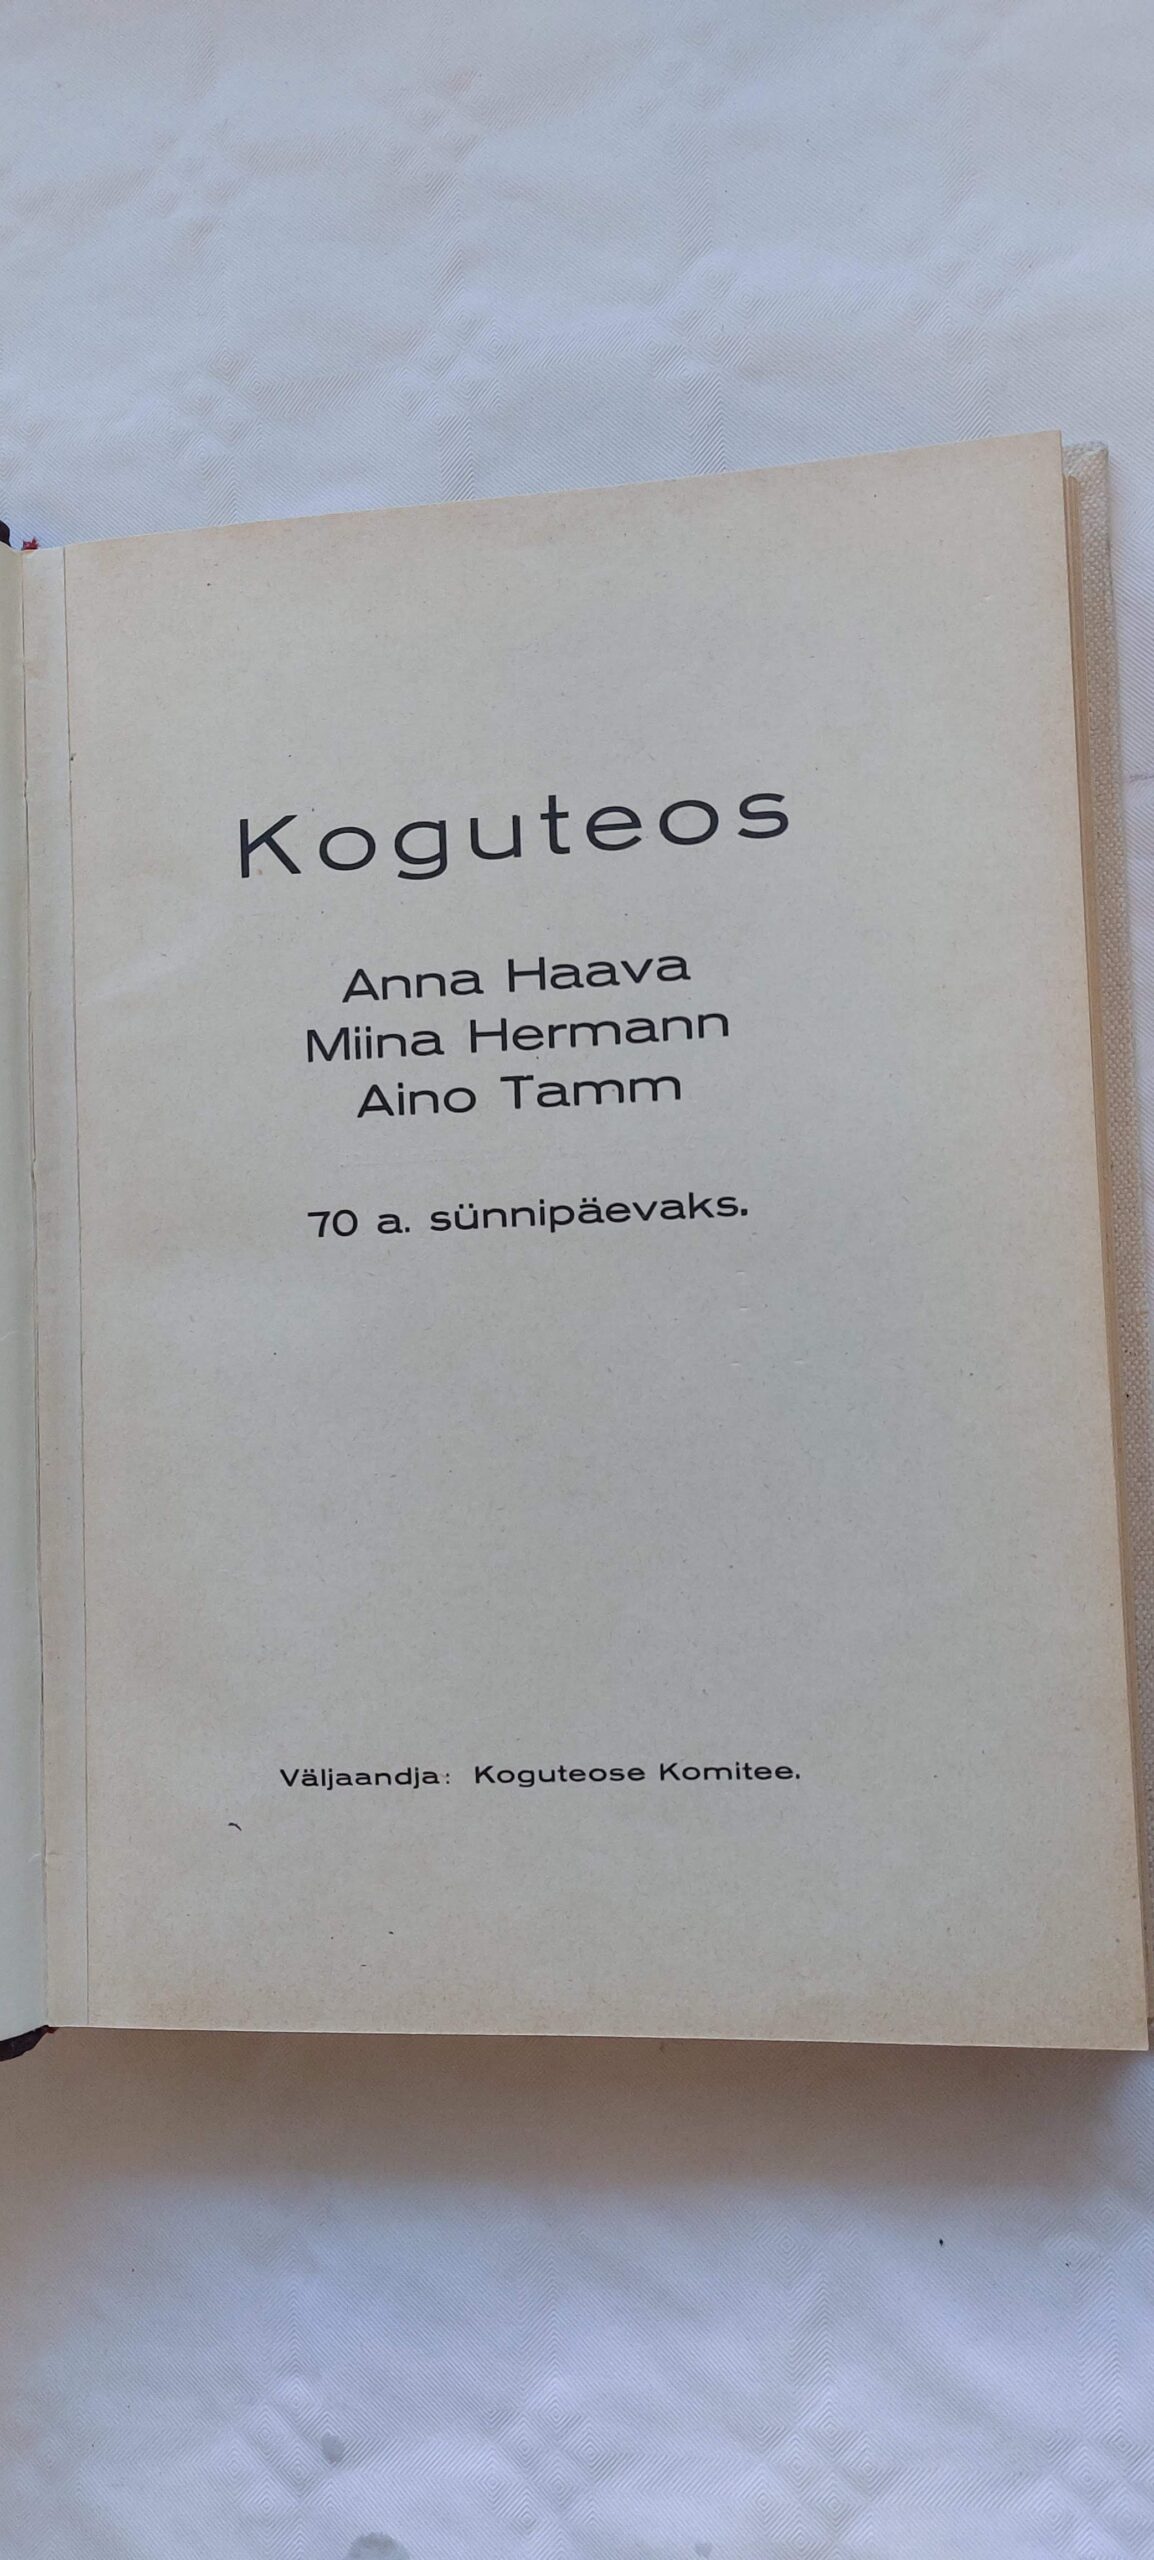 Koguteos
Anna Haava
Miina Hermann
Aino Tamm
70 a. sünnipäevaks.
Väljaandja: Koguteose Komitee.